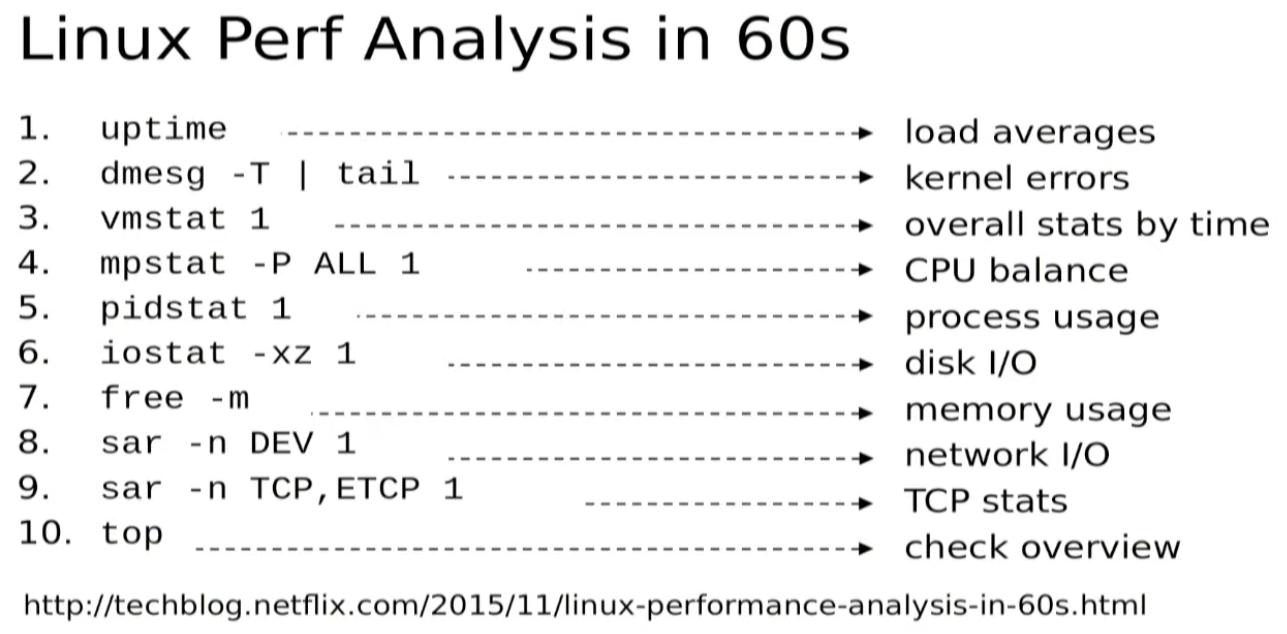 Linux Perf Analysis in 60s
1. uptime load averages
2. dmesg -T | tail kernel errors
3. vmstat 1 overall stats by time
4. mpstat -P ALL 1 CPU balance
5. pidstat 1 process usage
6. iostat -xz 1 disk I/O
7. free -m memory usage
8. sar -n DEV 1 network I/O
9. sar -n TCP,ETCP 1 TCP stats
10. top check overview
http://techblog.netflix.com/2015/11/linux-performance-analysis-in-60s.html